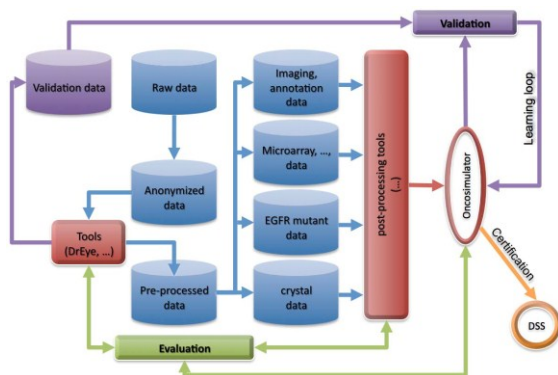 Validation
Validation data
Raw data
Imaging,
annotation
data
Microarray, ...,
data
Anonymized
data
Tools
(DrEye, ...)
EGFR mutant
data
Pre-processed
data
crystal
data
post-processing tools
(...)
Oncosimulator
Learning loop
Certification
DSS
Evaluation